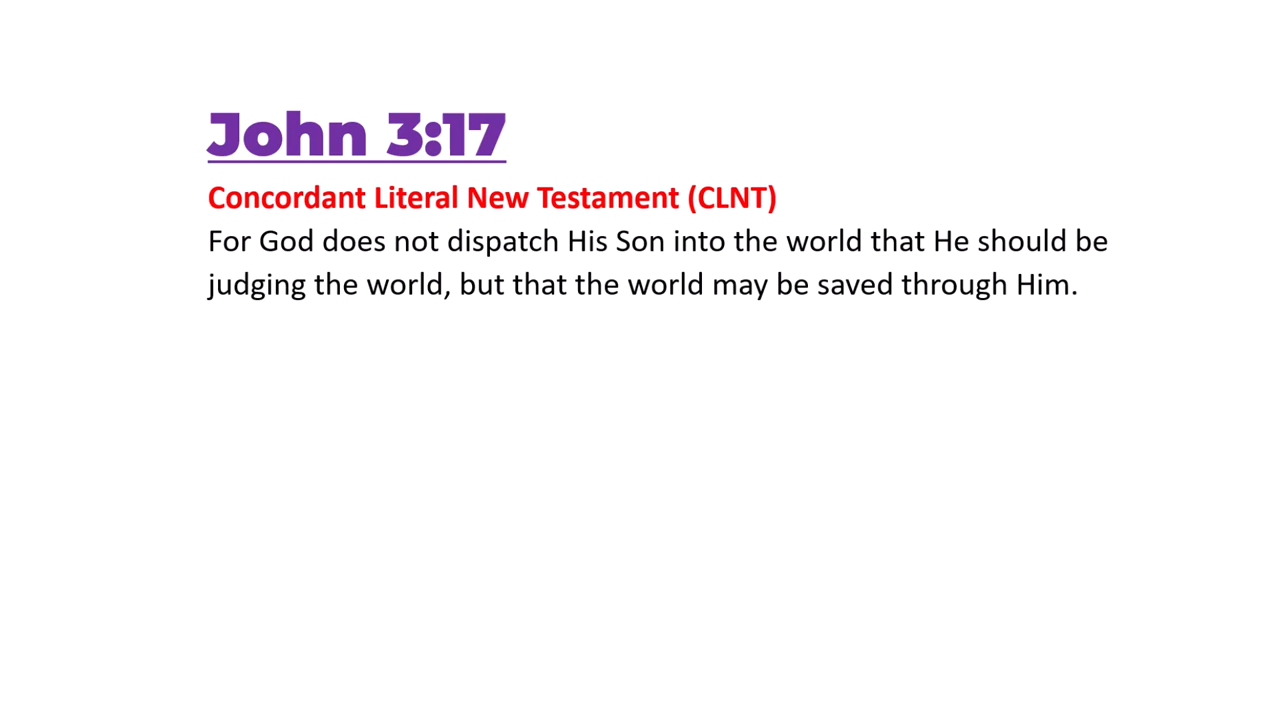 John 3:17
Concordant Literal New Testament (CLNT)
For God does not dispatch His Son into the world that He should be
judging the world, but that the world may be saved through Him.